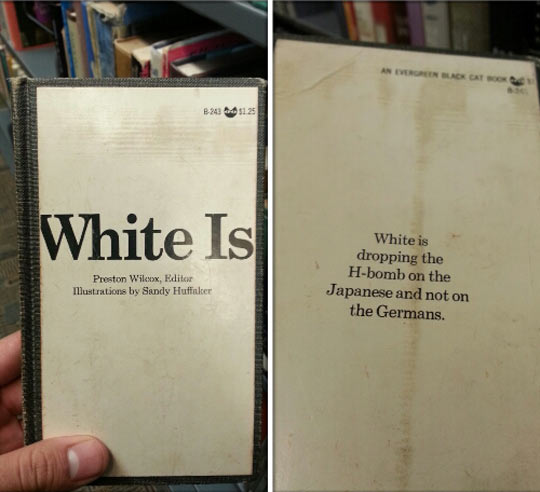 B-243 $1.25
White Is
Preston Wilcox, Editor
Illustrations by Sandy Huffaker
AN EVERGREEN BLACK CAT BOOK
White is
dropping the
H-bomb on the
Japanese and not on
the Germans.